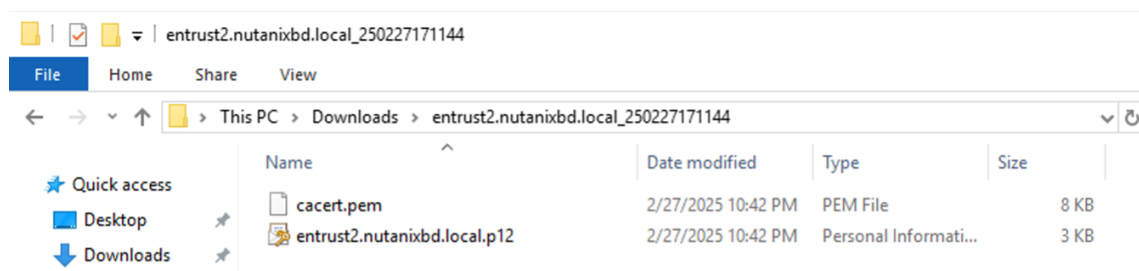 entrust2.nutanixbd.local_250227171144
File Home Share View
This PC > Downloads > entrust2.nutanixbd.local_250227171144
Name Date modified Type Size
Quick access
cacert.pem 2/27/2025 10:42 PM PEM File 8 KB
Desktop
entrust2.nutanixbd.local.p12 2/27/2025 10:42 PM Personal Informati... 3 KB
Downloads